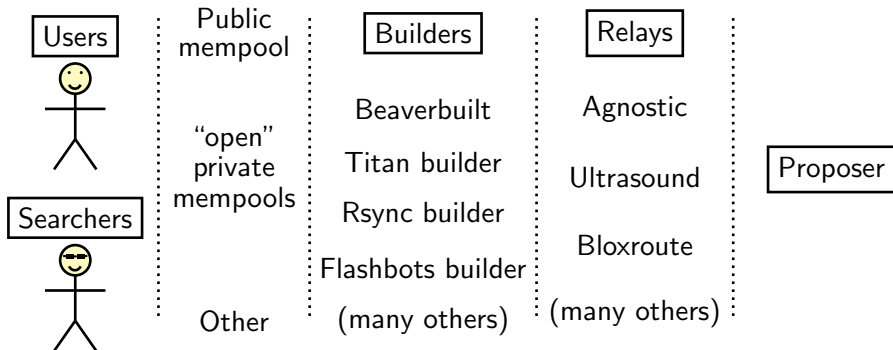 Users
Searchers
Public
mempool
“open”
private
mempools
Other
Builders
Beaverbuilt
Titan builder
Rsync builder
Flashbots builder
(many others)
Relays
Agnostic
Ultrasound
Bloxroute
(many others)
Proposer